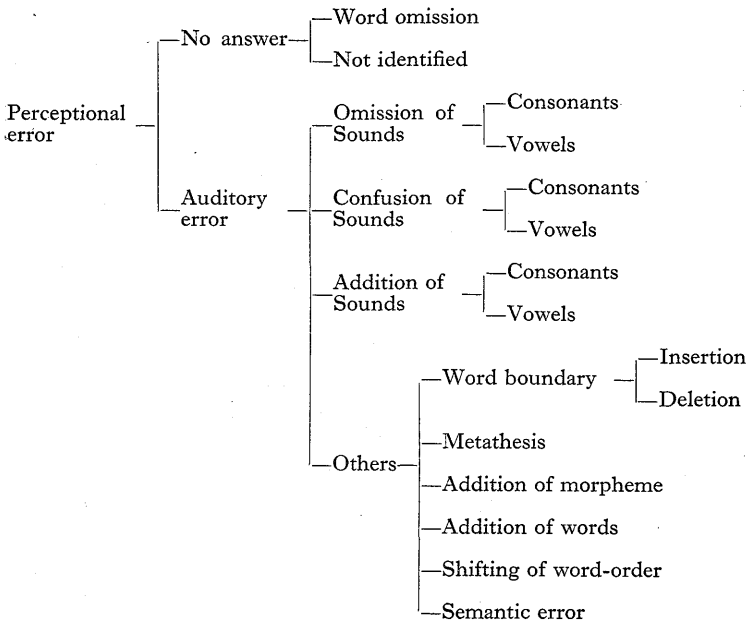 Word omission
No answer
Not identified
Perceptional
error
Omission of
Sounds
Consonants
Vowels
Auditory
error
Confusion of
Sounds
Consonants
Vowels
Addition of
Sounds
Consonants
Vowels
Others
Word boundary
Insertion
Deletion
Metathesis
Addition of morpheme
Addition of words
Shifting of word-order
Semantic error